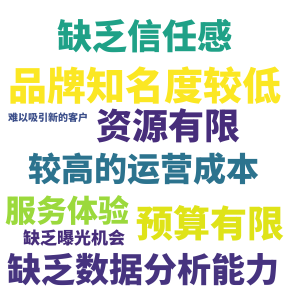 缺乏信任感
品牌知名度较低
难以吸引新的客户
资源有限
较高的运营成本
服务体验
预算有限
缺乏曝光机会
缺乏数据分析能力